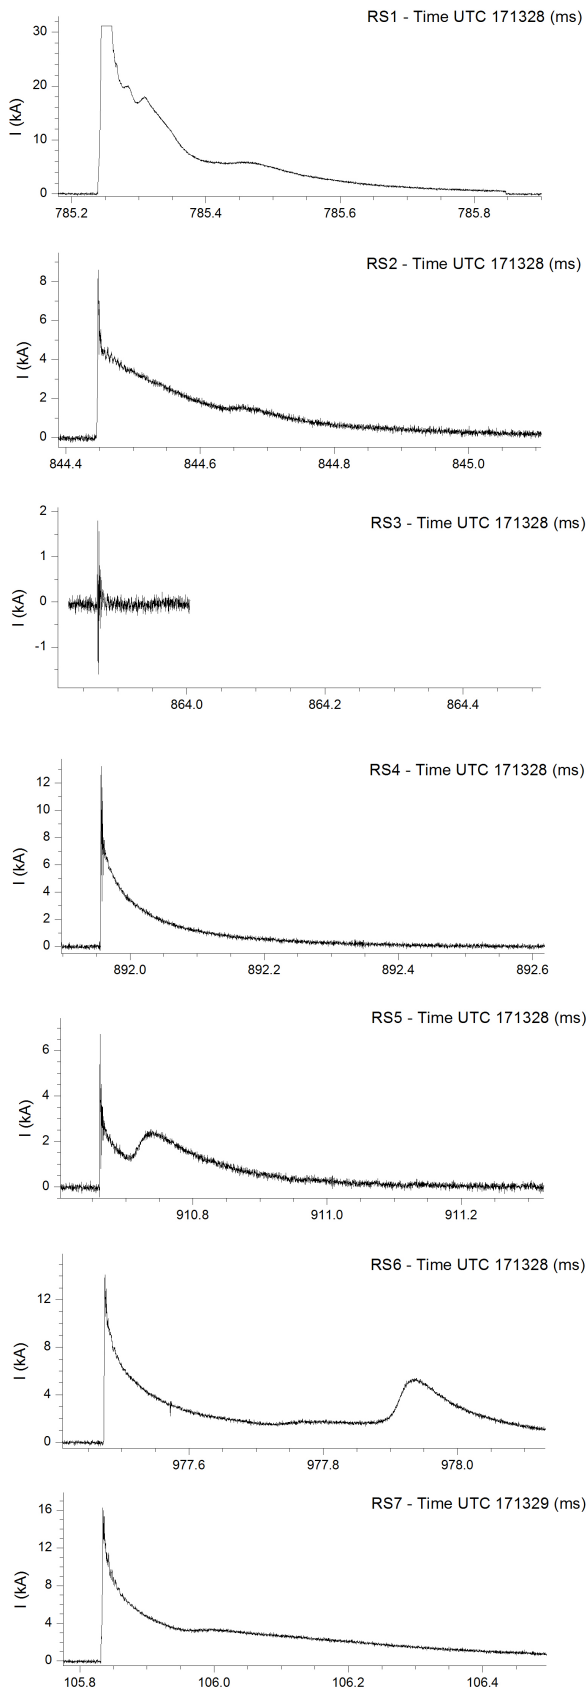 RS1 - Time UTC 171328 (ms)
30
20
10
0
I (kA)
785.2 785.4 785.6 785.8
RS2 - Time UTC 171328 (ms)
8
6
4
2
0
I (kA)
844.4 844.6 844.8 845.0
RS3 - Time UTC 171328 (ms)
2
1
0
-1
I (kA)
864.0 864.2 864.4
RS4 - Time UTC 171328 (ms)
12
10
8
6
4
2
0
I (kA)
892.0 892.2 892.4 892.6
RS5 - Time UTC 171328 (ms)
6
4
2
0
I (kA)
910.8 911.0 911.2
RS6 - Time UTC 171328 (ms)
12
8
4
0
I (kA)
977.6 977.8 978.0
RS7 - Time UTC 171329 (ms)
16
12
8
4
0
I (kA)
105.8 106.0 106.2 106.4